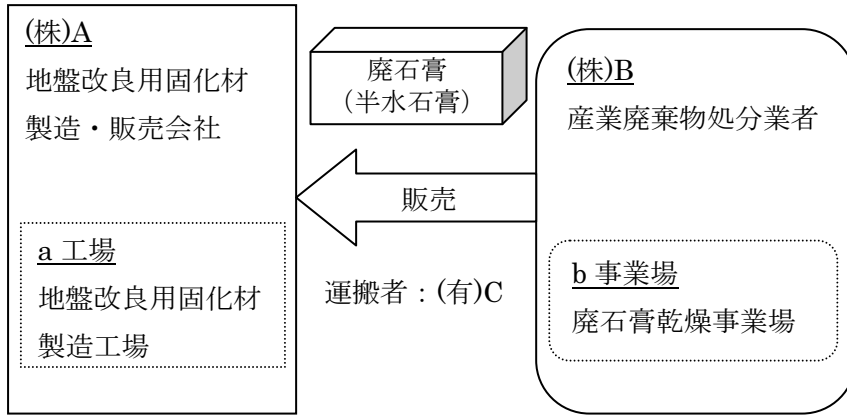 (株)A
地盤改良用固化材
製造・販売会社
a 工場
地盤改良用固化材
製造工場
廃石膏
（半水石膏）
販売
運搬者：(有)C
(株)B
産業廃棄物処分業者
b 事業場
廃石膏乾燥事業場